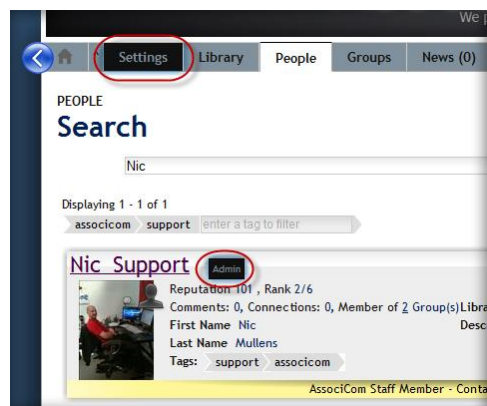 We p
Settings Library People Groups News (0)
PEOPLE
Search
Nic
Displaying 1 - 1 of 1
associcom support enter a tag to filter
Nic Support Admin
Reputation 101 , Rank 2/6
Comments: 0, Connections: 0, Member of 2 Group(s)Libra
First Name Nic Desc
Last Name Mullens
Tags: support associcom
AssociCom Staff Member - Conta